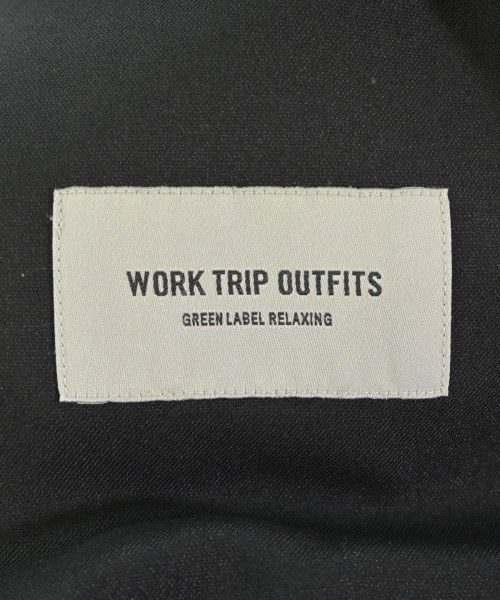 WORK TRIP OUTFITS
GREEN LABEL RELAXING